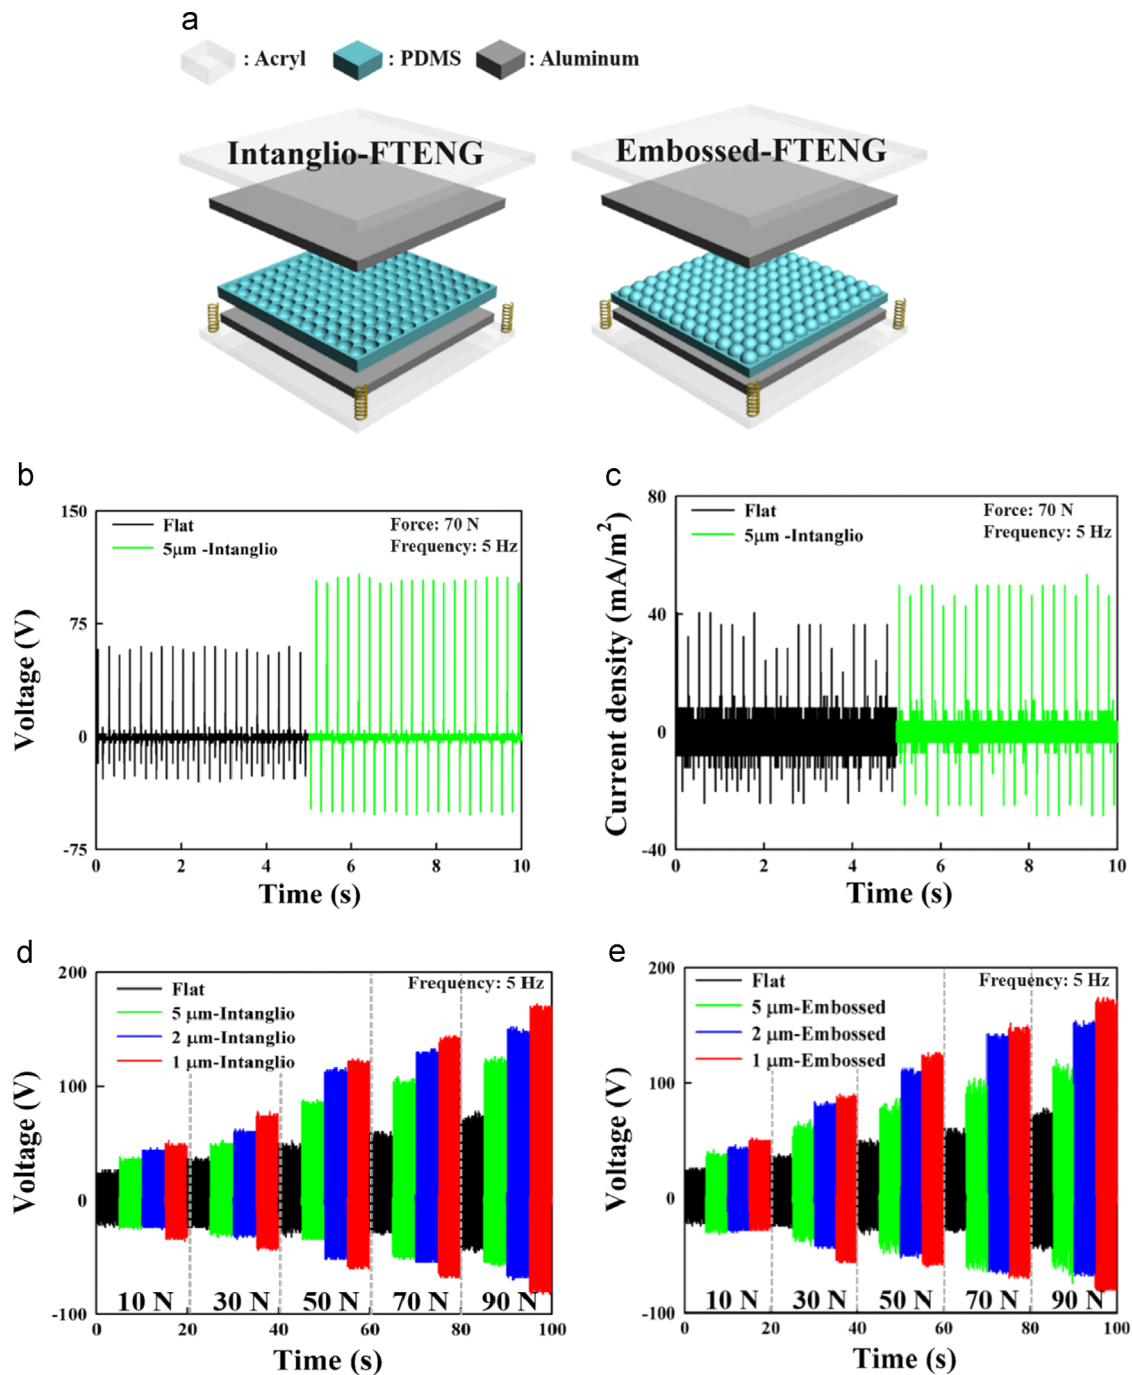 a
: Acryl : PDMS : Aluminum
Intanglio-FTENG Embossed-FTENG
b
150
75
0
-75
Voltage (V)
Flat
5μm -Intanglio
Force: 70 N
Frequency: 5 Hz
0 2 4 6 8 10
Time (s)
c
80
40
0
-40
Current density (mA/m²)
Flat
5μm -Intanglio
Force: 70 N
Frequency: 5 Hz
0 2 4 6 8 10
Time (s)
d
200
100
0
-100
Voltage (V)
Flat
5 μm-Intanglio
2 μm-Intanglio
1 μm-Intanglio
Frequency: 5 Hz
10 N 30 N 50 N 70 N 90 N
0 20 40 60 80 100
Time (s)
e
200
100
0
-100
Voltage (V)
Flat
5 μm-Embossed
2 μm-Embossed
1 μm-Embossed
Frequency: 5 Hz
10 N 30 N 50 N 70 N 90 N
0 20 40 60 80 100
Time (s)